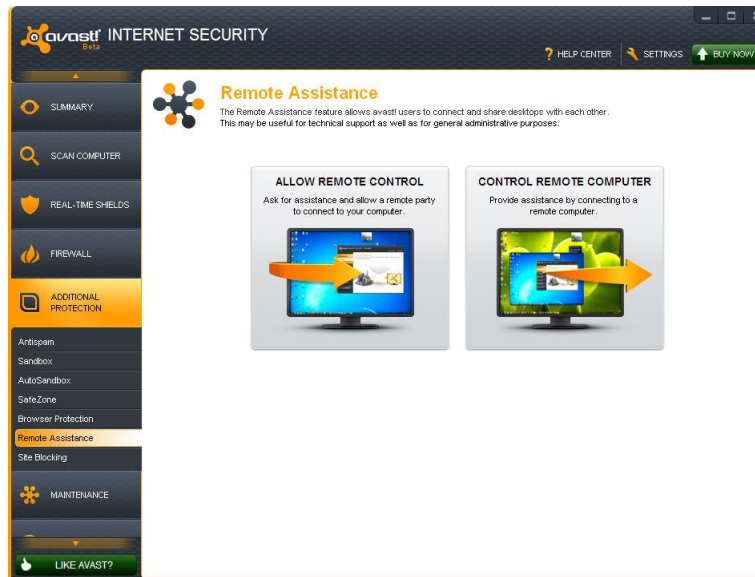 avast! INTERNET SECURITY
Beta
? HELP CENTER
SETTINGS
BUY NOW
SUMMARY
SCAN COMPUTER
REAL-TIME SHIELDS
FIREWALL
ADDITIONAL
PROTECTION
Antispam
Sandbox
AutoSandbox
SafeZone
Browser Protection
Remote Assistance
Site Blocking
MAINTENANCE
LIKE AVAST?
Remote Assistance
The Remote Assistance feature allows avast! users to connect and share desktops with each other.
This may be useful for technical support as well as for general administrative purposes.
ALLOW REMOTE CONTROL
Ask for assistance and allow a remote party
to connect to your computer.
CONTROL REMOTE COMPUTER
Provide assistance by connecting to a
remote computer.